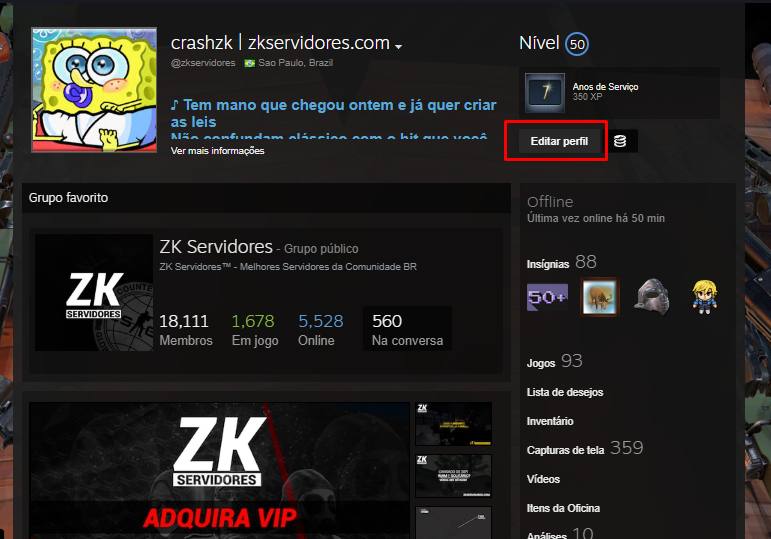 crashzk | zkservidores.com
@zkservidores Sao Paulo, Brazil
♪ Tem mano que chegou ontem e já quer criar
as leis
Não confundam clássico com o hit que você
Ver mais informações
Nível 50
Anos de Serviço
350 XP
Editar perfil
Grupo favorito
ZK Servidores - Grupo público
ZK Servidores™ - Melhores Servidores da Comunidade BR
ZK
SERVIDORES
18,111 1,678 5,528 560
Membros Em jogo Online Na conversa
ZK
SERVIDORES
ADQUIRA VIP
ZK
ZK
Offline
Última vez online há 50 min
Insígnias 88
50+
Jogos 93
Lista de desejos
Inventário
Capturas de tela 359
Vídeos
Itens da Oficina
Análises 10